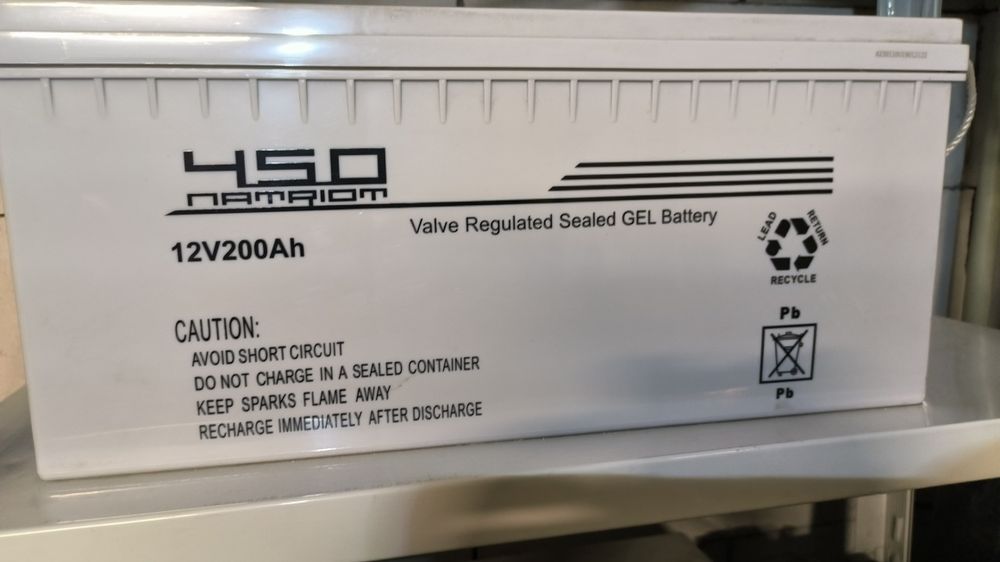 450
NAMRIOM
Valve Regulated Sealed GEL Battery
12V200Ah
LEAD
RETURN
RECYCLE
Pb
Pb
CAUTION:
AVOID SHORT CIRCUIT
DO NOT CHARGE IN A SEALED CONTAINER
KEEP SPARKS FLAME AWAY
RECHARGE IMMEDIATELY AFTER DISCHARGE